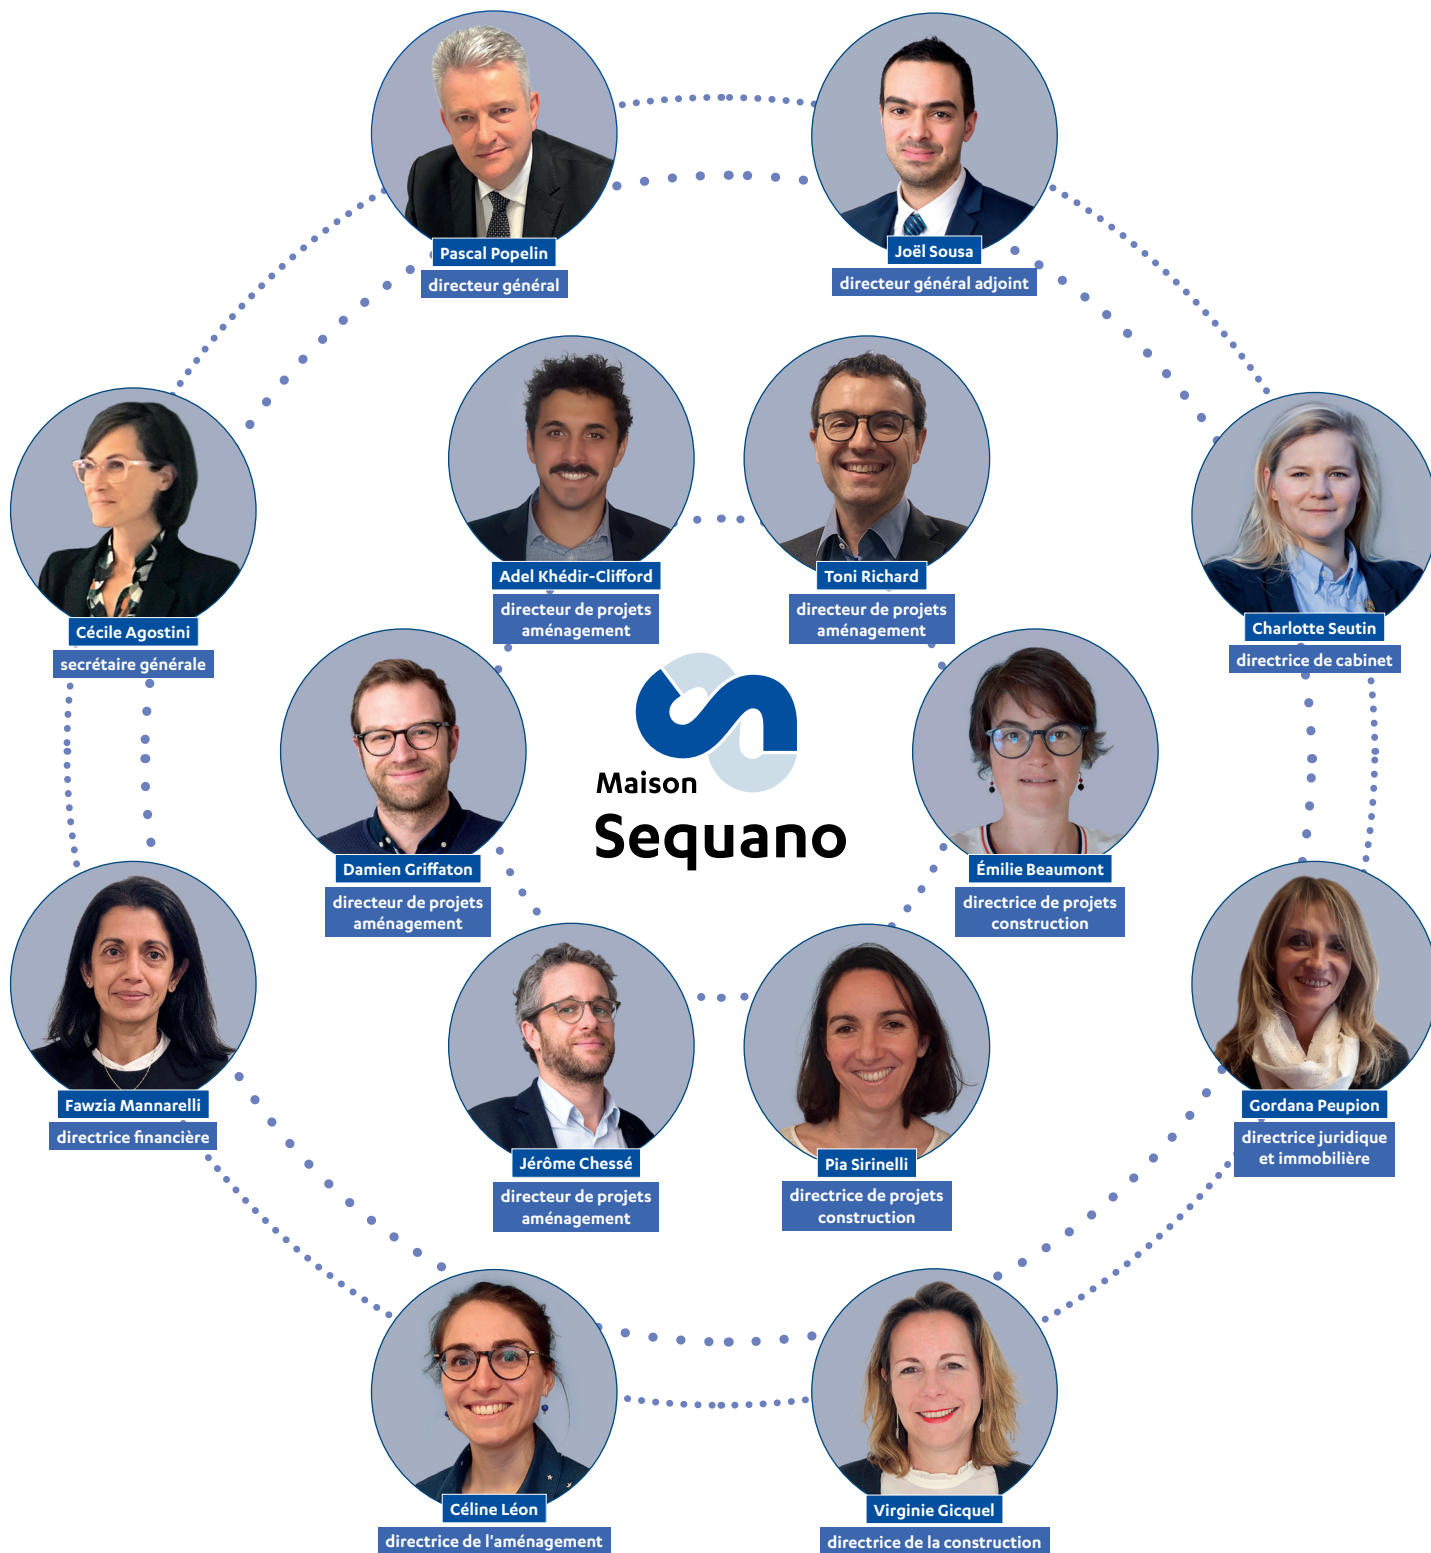 Pascal Popelin
directeur général
Joël Sousa
directeur général adjoint
Adel Khédir-Clifford
directeur de projets
aménagement
Toni Richard
directeur de projets
aménagement
Cécile Agostini
secrétaire générale
Charlotte Seutin
directrice de cabinet
Maison
Sequano
Damien Griffaton
directeur de projets
aménagement
Émilie Beaumont
directrice de projets
construction
Fawzia Mannarelli
directrice financière
Gordana Peupion
directrice juridique
et immobilière
Jérôme Chessé
directeur de projets
aménagement
Pia Sirinelli
directrice de projets
construction
Céline Léon
directrice de l'aménagement
Virginie Gicquel
directrice de la construction